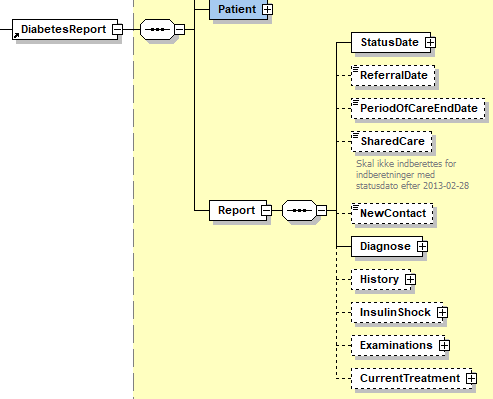 Patient
DiabetesReport
StatusDate
ReferralDate
PeriodOfCareEndDate
SharedCare
Skal ikke indberettes for
indberetninger med
statusdato efter 2013-02-28
Report
NewContact
Diagnose
History
InsulinShock
Examinations
CurrentTreatment